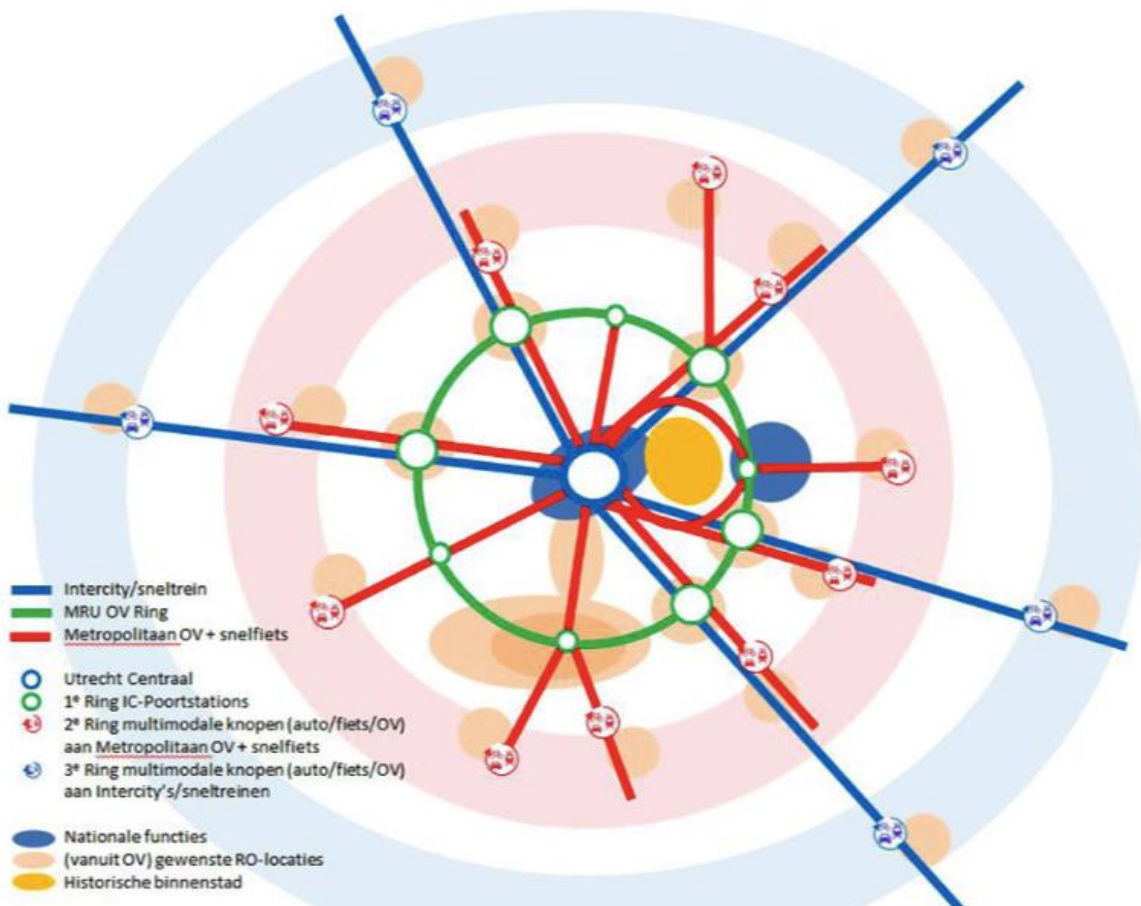 Intercity/sneltrein
MRU OV Ring
Metropolitaan OV + snelfiets
Utrecht Centraal
1e Ring IC-Poortstations
2e Ring multimodale knopen (auto/fiets/OV)
aan Metropolitaan OV + snelfiets
3e Ring multimodale knopen (auto/fiets/OV)
aan Intercity's/sneltreinen
Nationale functies
(vanuit OV) gewenste RO-locaties
Historische binnenstad